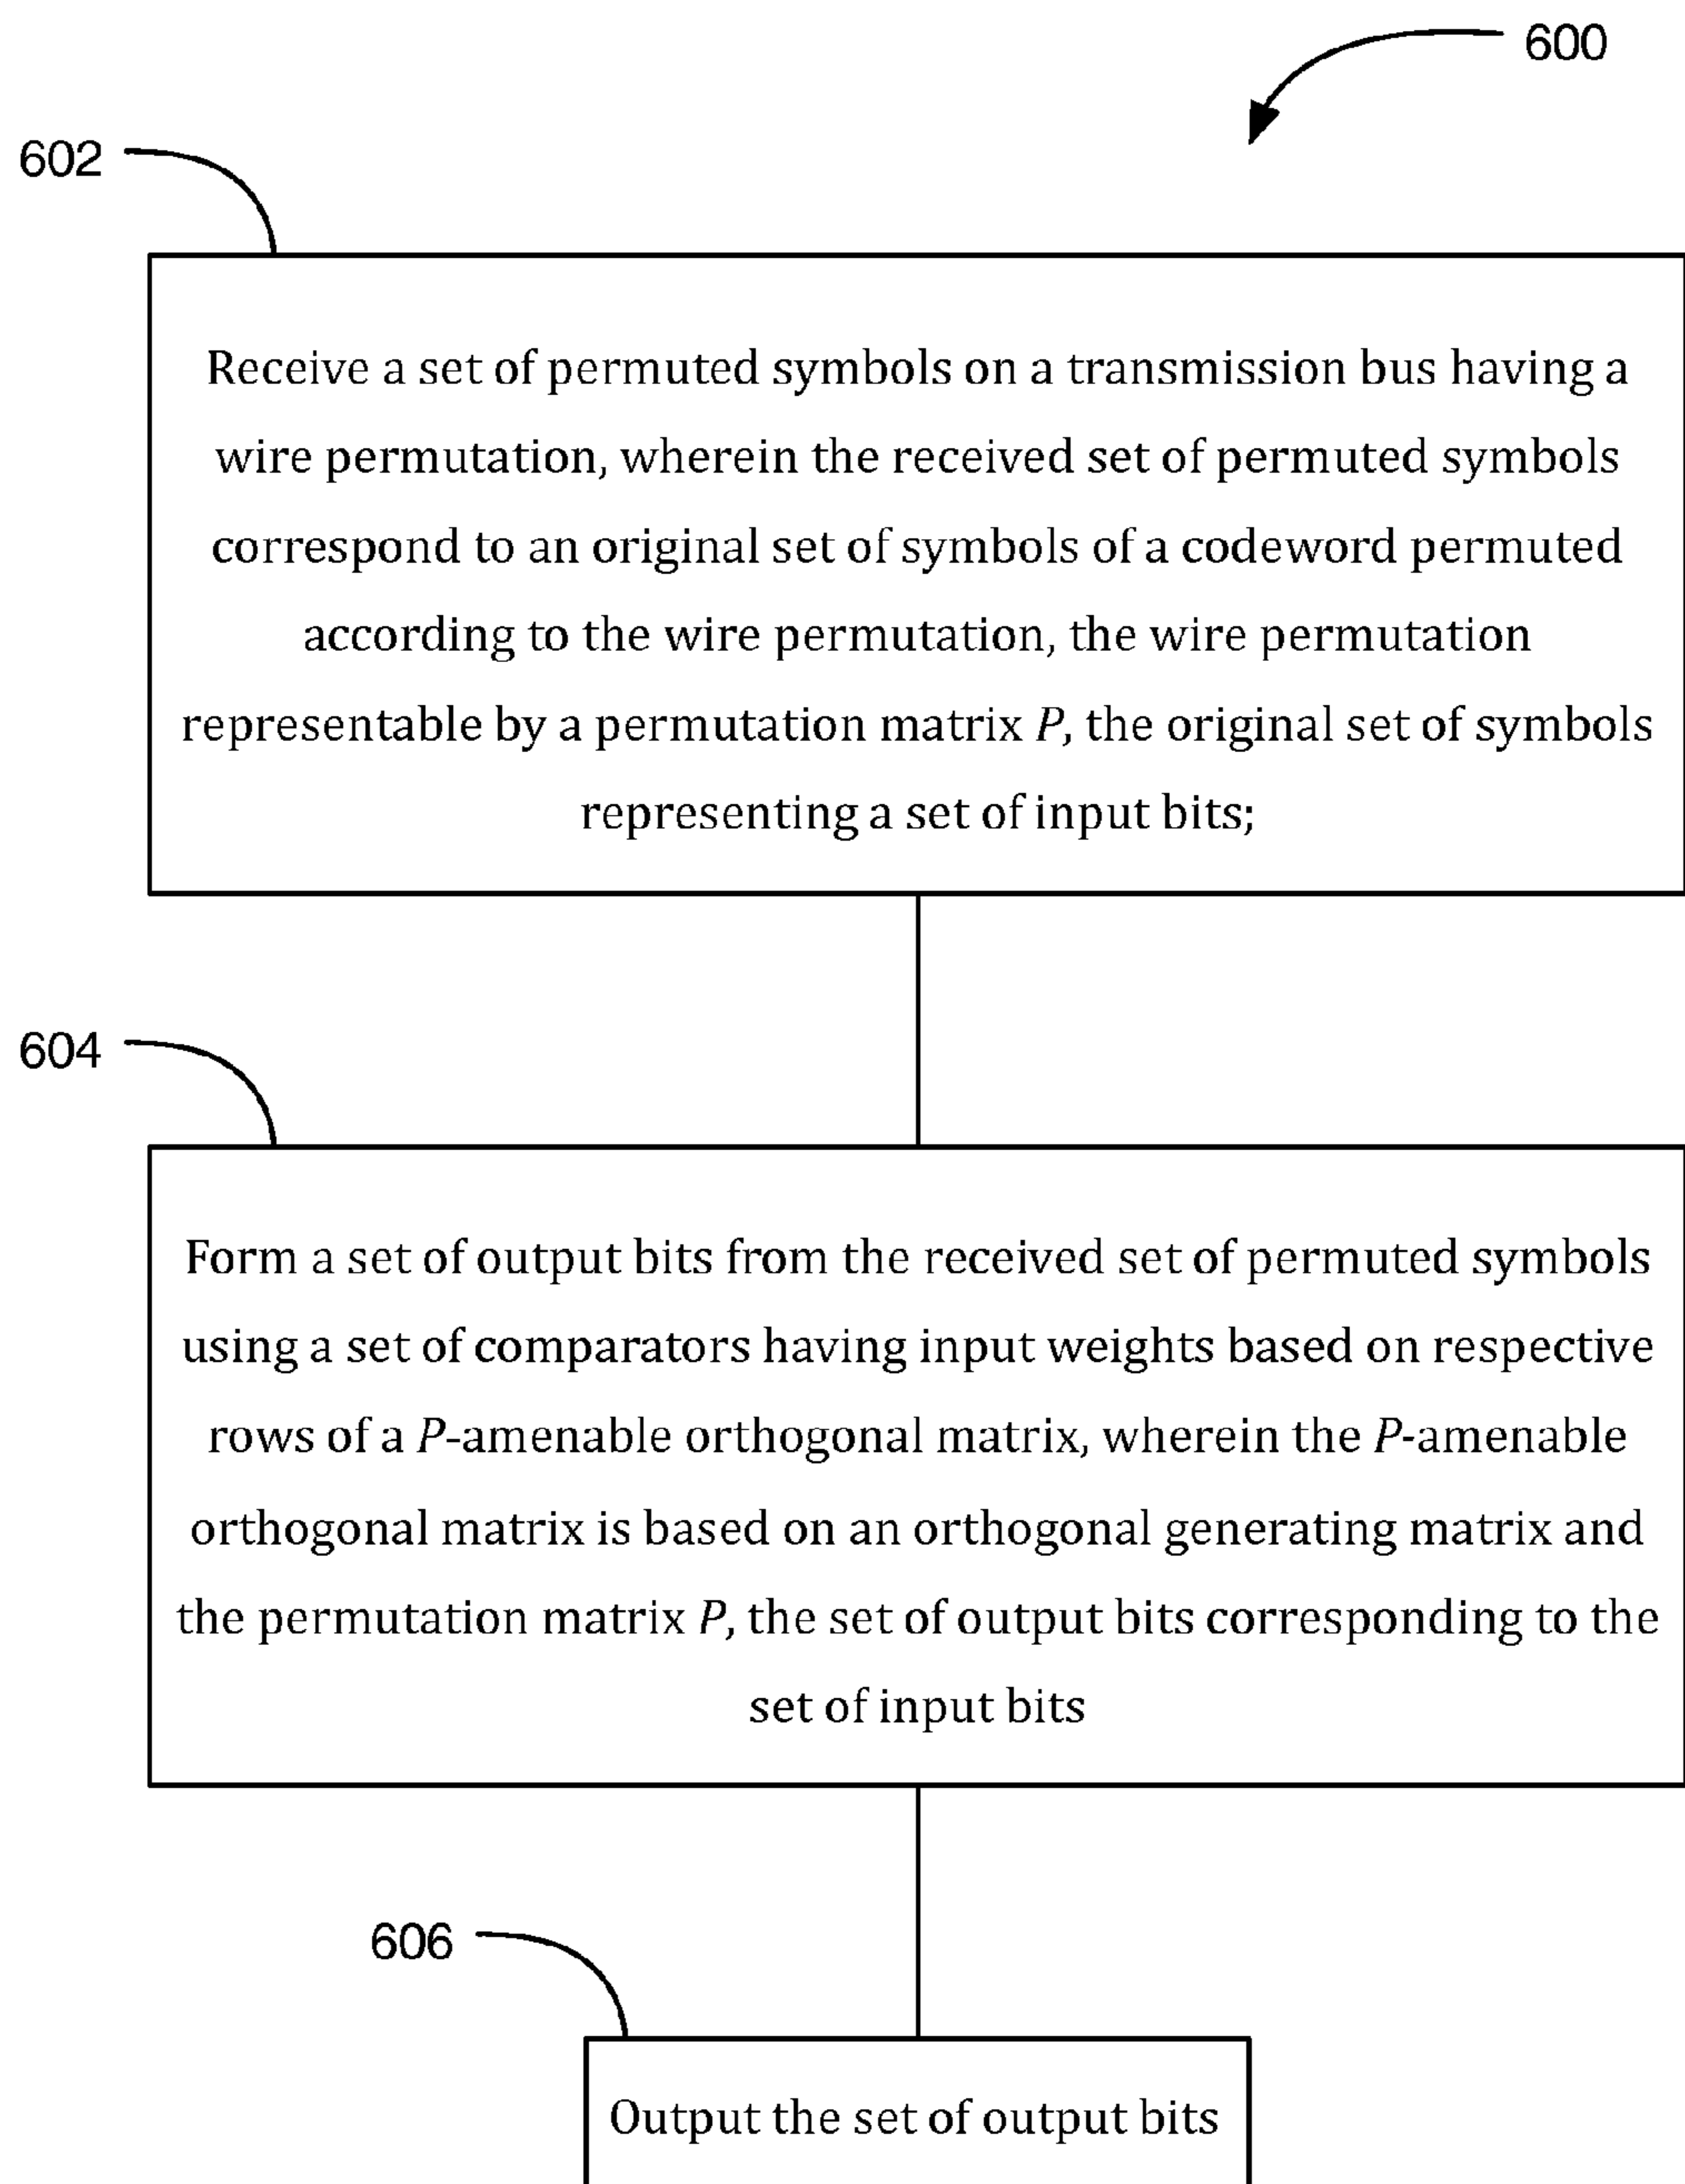 600
602
Receive a set of permuted symbols on a transmission bus having a
wire permutation, wherein the received set of permuted symbols
correspond to an original set of symbols of a codeword permuted
according to the wire permutation, the wire permutation
representable by a permutation matrix P, the original set of symbols
representing a set of input bits;
604
Form a set of output bits from the received set of permuted symbols
using a set of comparators having input weights based on respective
rows of a P-amenable orthogonal matrix, wherein the P-amenable
orthogonal matrix is based on an orthogonal generating matrix and
the permutation matrix P, the set of output bits corresponding to the
set of input bits
606
Output the set of output bits